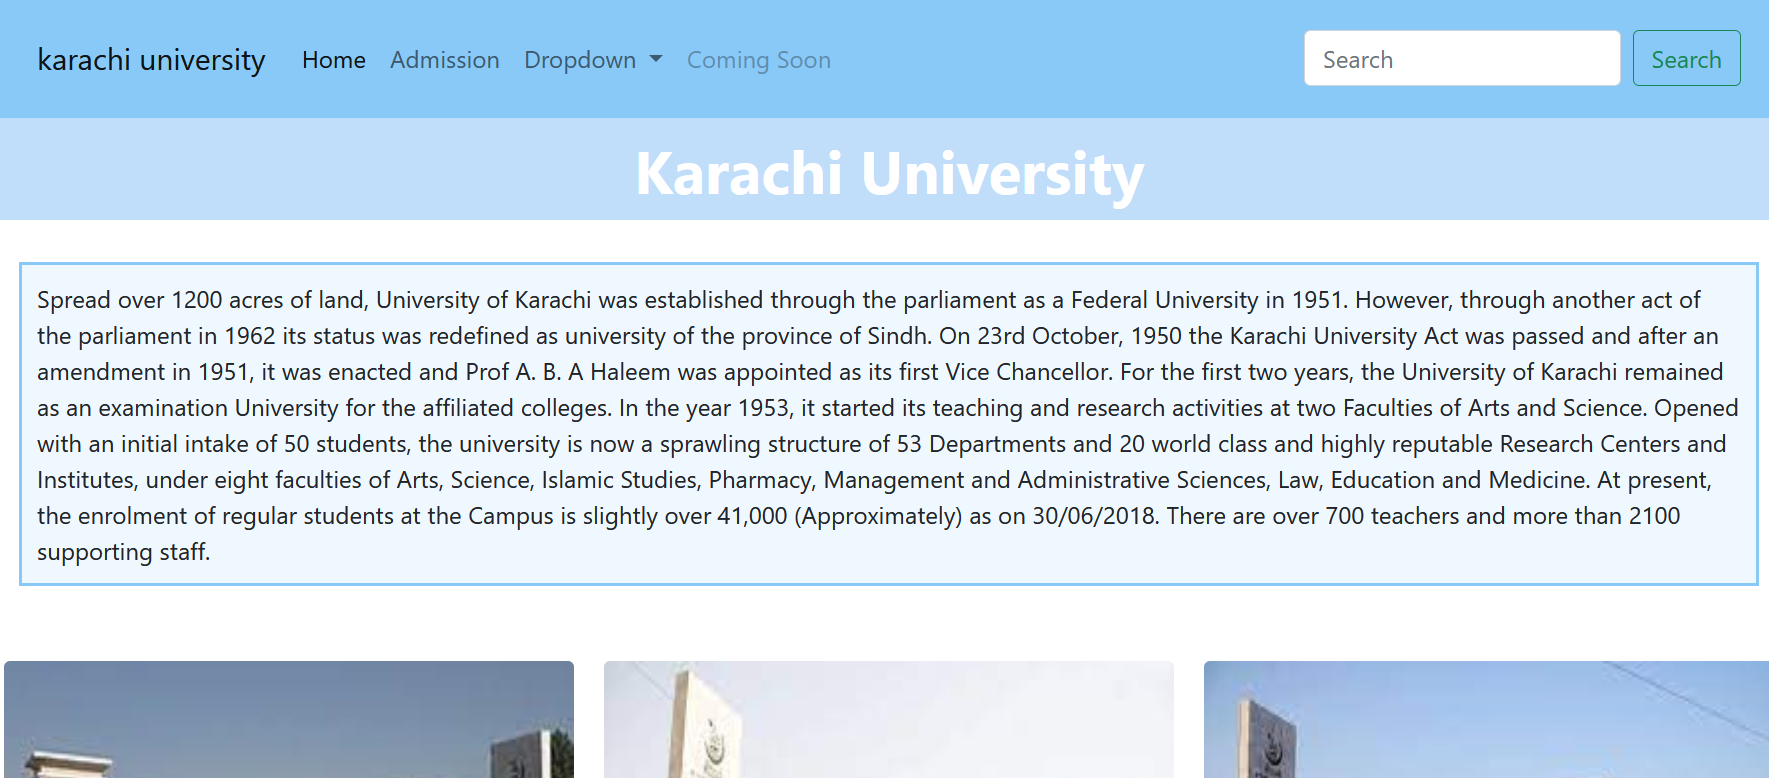 karachi university Home Admission Dropdown Coming Soon Search Search
Karachi University
Spread over 1200 acres of land, University of Karachi was established through the parliament as a Federal University in 1951. However, through another act of
the parliament in 1962 its status was redefined as university of the province of Sindh. On 23rd October, 1950 the Karachi University Act was passed and after an
amendment in 1951, it was enacted and Prof A. B. A Haleem was appointed as its first Vice Chancellor. For the first two years, the University of Karachi remained
as an examination University for the affiliated colleges. In the year 1953, it started its teaching and research activities at two Faculties of Arts and Science. Opened
with an initial intake of 50 students, the university is now a sprawling structure of 53 Departments and 20 world class and highly reputable Research Centers and
Institutes, under eight faculties of Arts, Science, Islamic Studies, Pharmacy, Management and Administrative Sciences, Law, Education and Medicine. At present,
the enrolment of regular students at the Campus is slightly over 41,000 (Approximately) as on 30/06/2018. There are over 700 teachers and more than 2100
supporting staff.